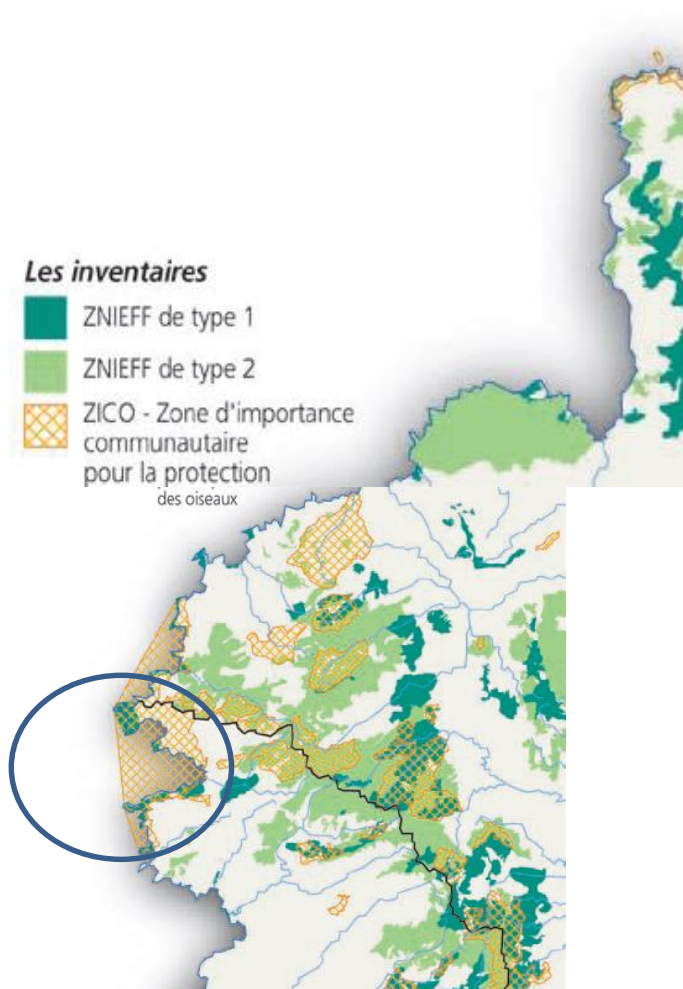 Les inventaires
ZNIEFF de type 1
ZNIEFF de type 2
ZICO - Zone d'importance
communautaire
pour la protection
des oiseaux